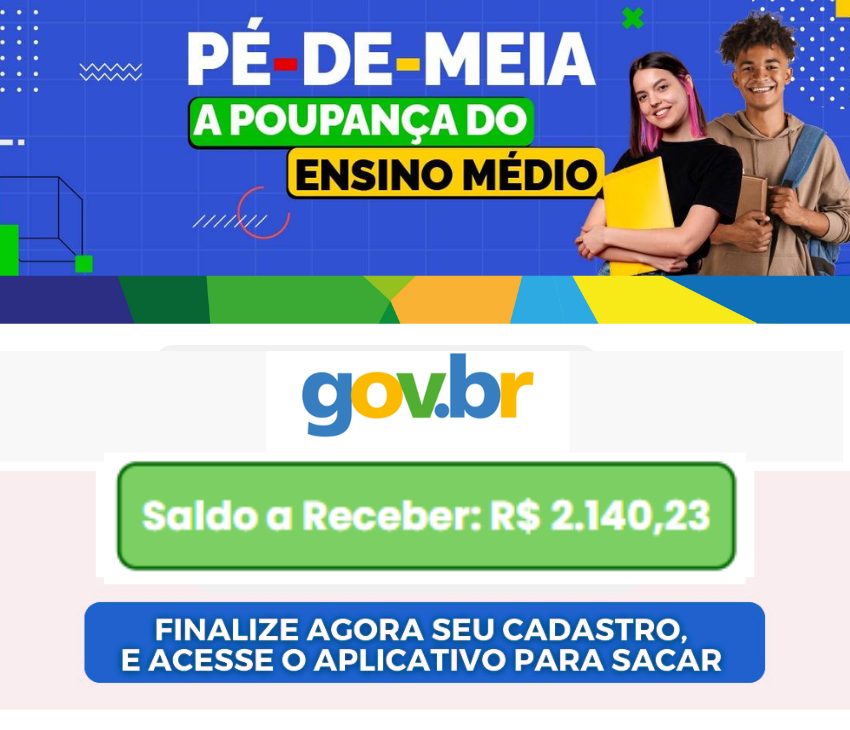 PÉ-DE-MEIA
A POUPANÇA DO
ENSINO MÉDIO
gov.br
Saldo a Receber: R$ 2.140,23
FINALIZE AGORA SEU CADASTRO,
E ACESSE O APLICATIVO PARA SACAR